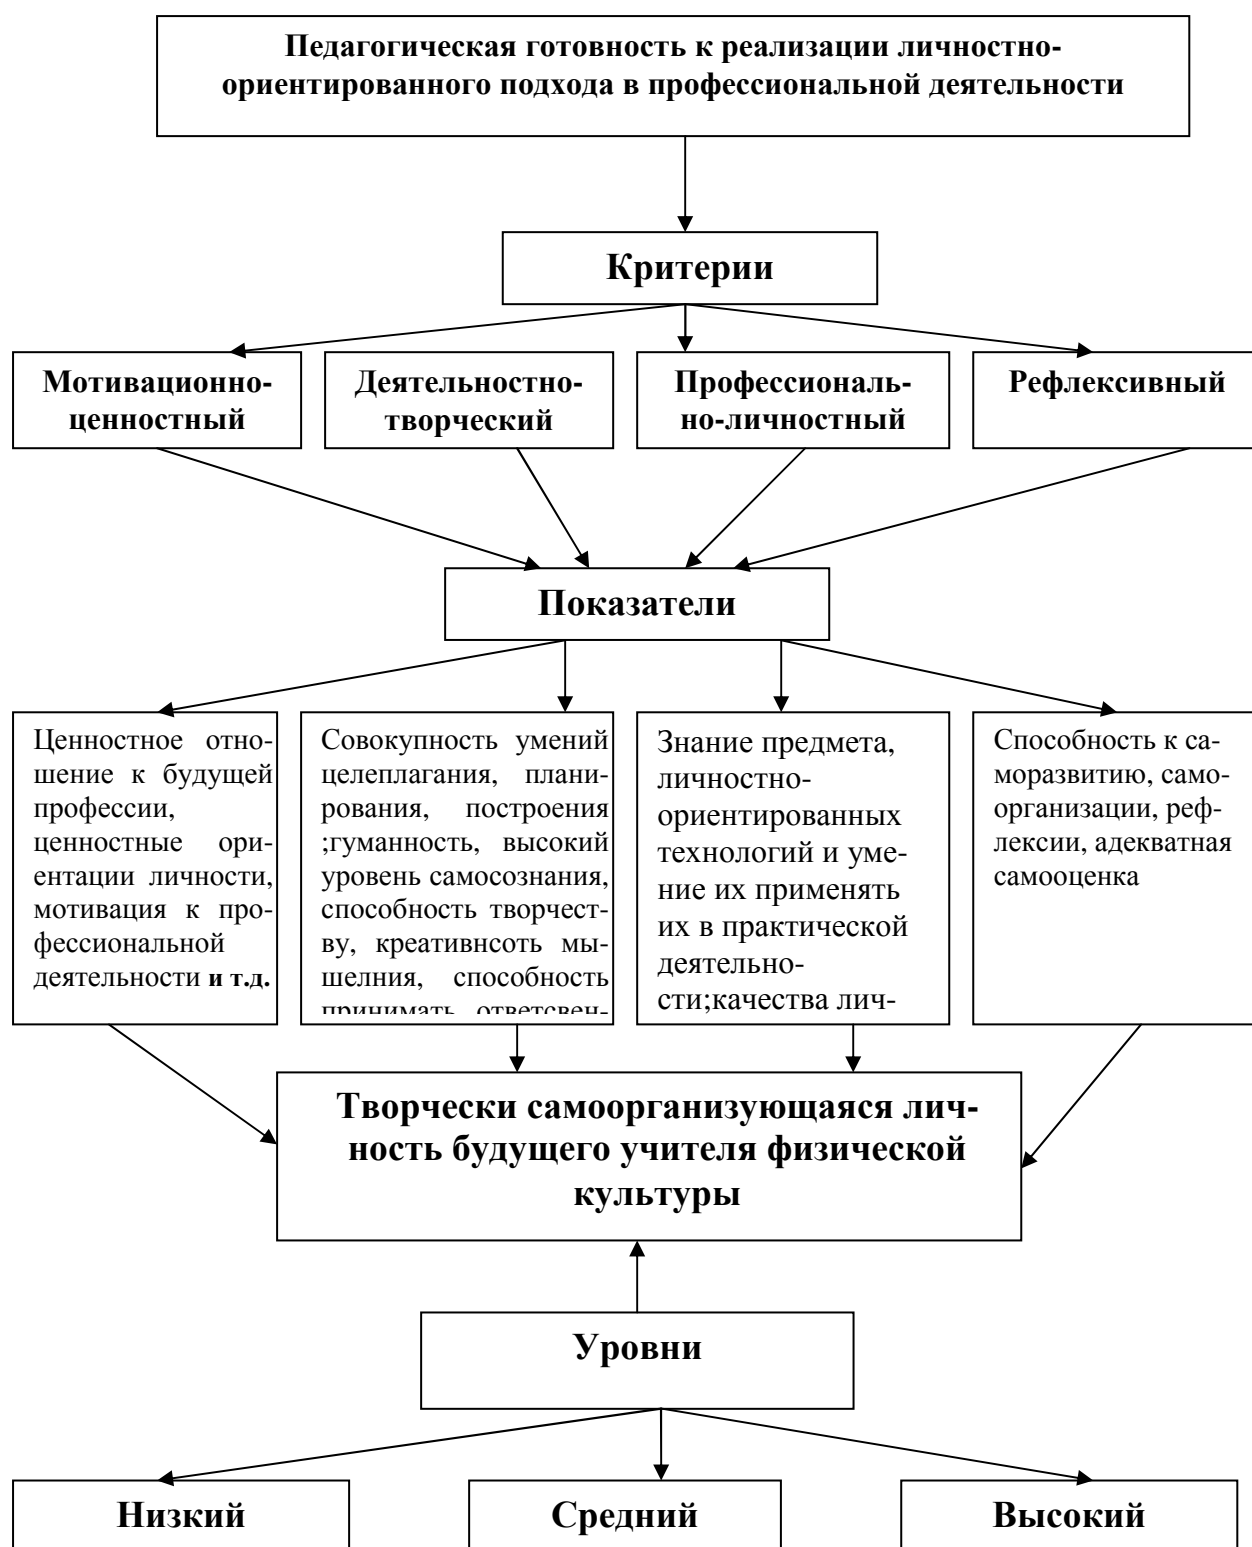 Педагогическая готовность к реализации личностно-
ориентированного подхода в профессиональной деятельности
Критерии
Мотивационно-
ценностный
Деятельностно-
творческий
Профессиональ-
но-личностный
Рефлексивный
Показатели
Ценностное отно-
шение к будущей
профессии,
ценностные ори-
ентации личности,
мотивация к про-
фессиональной
деятельности и т.д.
Совокупность умений
целеплагания, плани-
рования, построения
;гуманность, высокий
уровень самосознания,
способность творчест-
ву, креативнсоть мы-
шелния, способность
принимать ответсвен-
Знание предмета,
личностно-
ориентированных
технологий и уме-
ние их применять
их в практической
деятельно-
сти;качества лич-
Способность к са-
моразвитию, само-
организации, реф-
лексии, адекватная
самооценка
Творчески самоорганизующаяся лич-
ность будущего учителя физической
культуры
Уровни
Низкий
Средний
Высокий